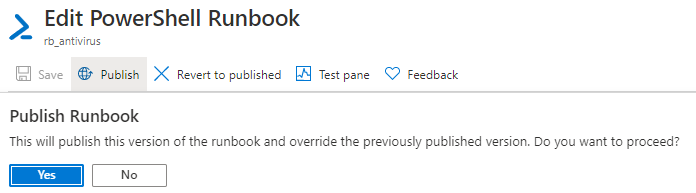 Edit PowerShell Runbook
rb_antivirus
Save Publish Revert to published Test pane Feedback
Publish Runbook
This will publish this version of the runbook and override the previously published version. Do you want to proceed?
Yes No